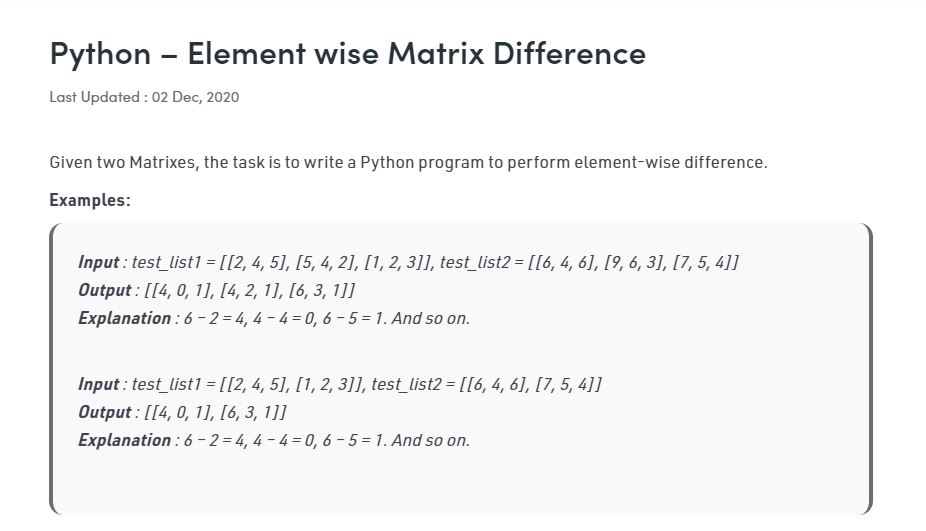 Python – Element wise Matrix Difference
Last Updated : 02 Dec, 2020
Given two Matrixes, the task is to write a Python program to perform element-wise difference.
Examples:
Input : test_list1 = [[2, 4, 5], [5, 4, 2], [1, 2, 3]], test_list2 = [[6, 4, 6], [9, 6, 3], [7, 5, 4]]
Output : [[4, 0, 1], [4, 2, 1], [6, 3, 1]]
Explanation : 6 – 2 = 4, 4 – 4 = 0, 6 – 5 = 1. And so on.
Input : test_list1 = [[2, 4, 5], [1, 2, 3]], test_list2 = [[6, 4, 6], [7, 5, 4]]
Output : [[4, 0, 1], [6, 3, 1]]
Explanation : 6 – 2 = 4, 4 – 4 = 0, 6 – 5 = 1. And so on.